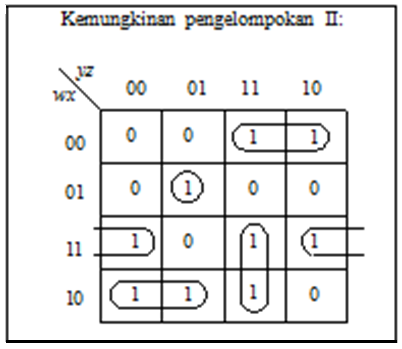 Kemungkinan pengelompokan II:
yz
wx 00 01 11 10
00 0 0 1 1
01 0 1 0 0
11 1 0 1 1
10 1 1 1 0